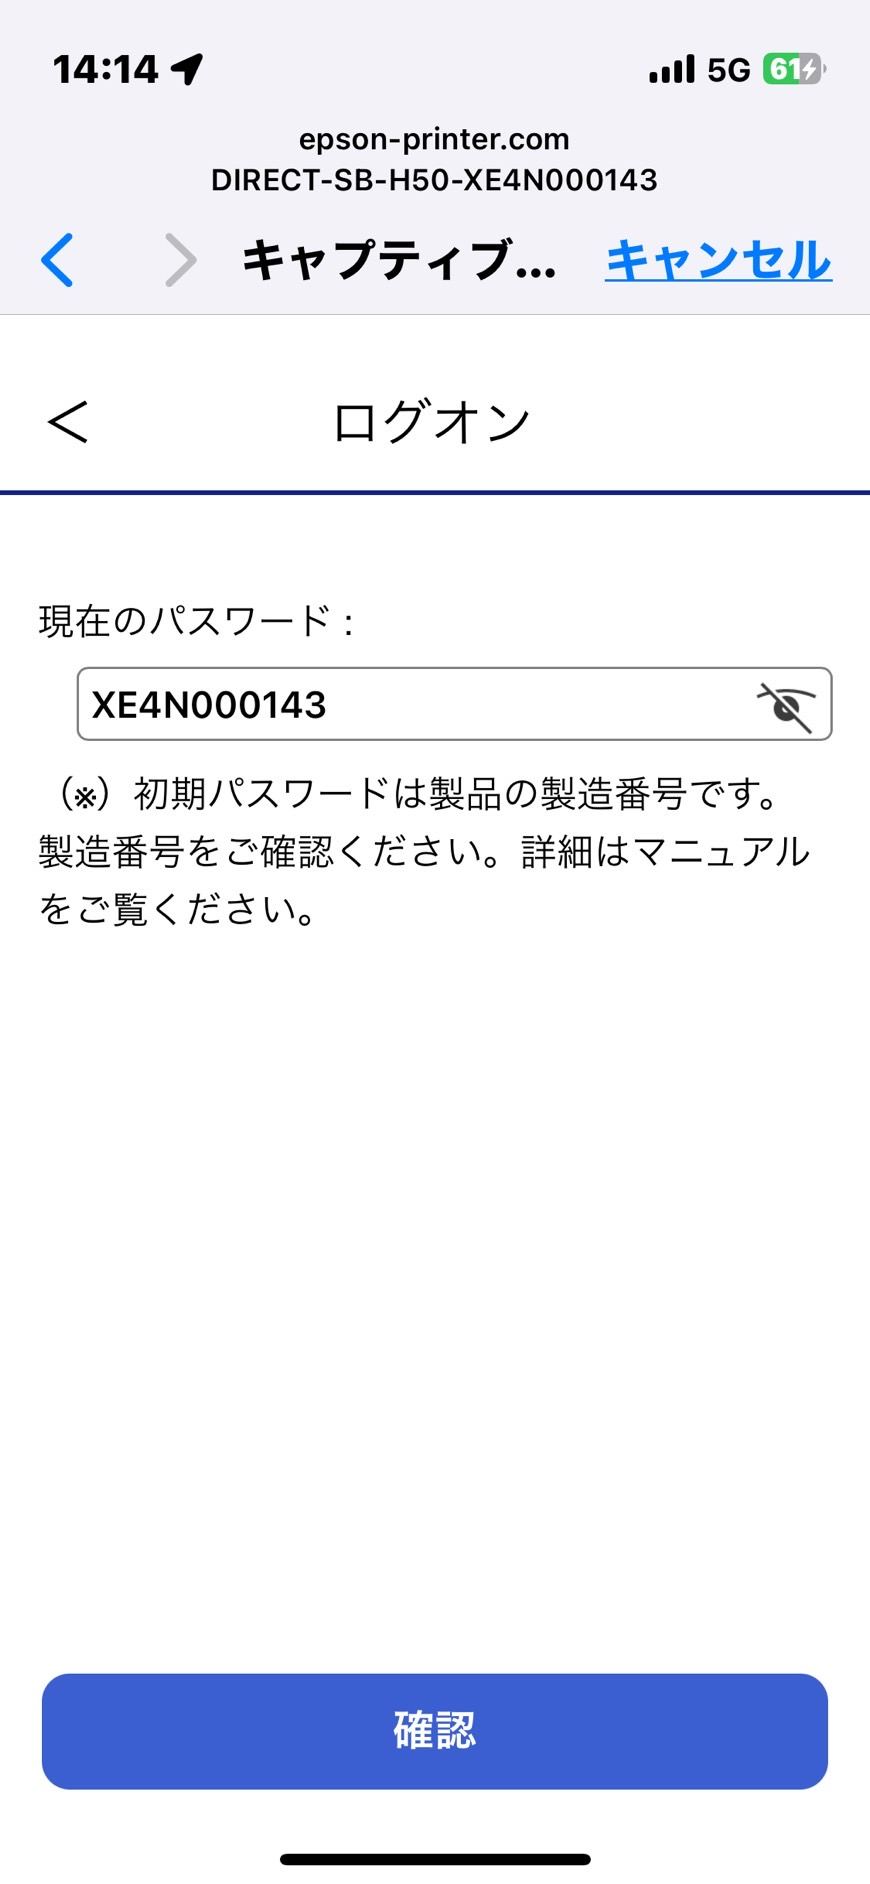 14:14
5G 61
epson-printer.com
DIRECT-SB-H50-XE4N000143
キャプティブ... キャンセル
< ログオン
現在のパスワード :
XE4N000143
（※）初期パスワードは製品の製造番号です。
製造番号をご確認ください。詳細はマニュアル
をご覧ください。
確認